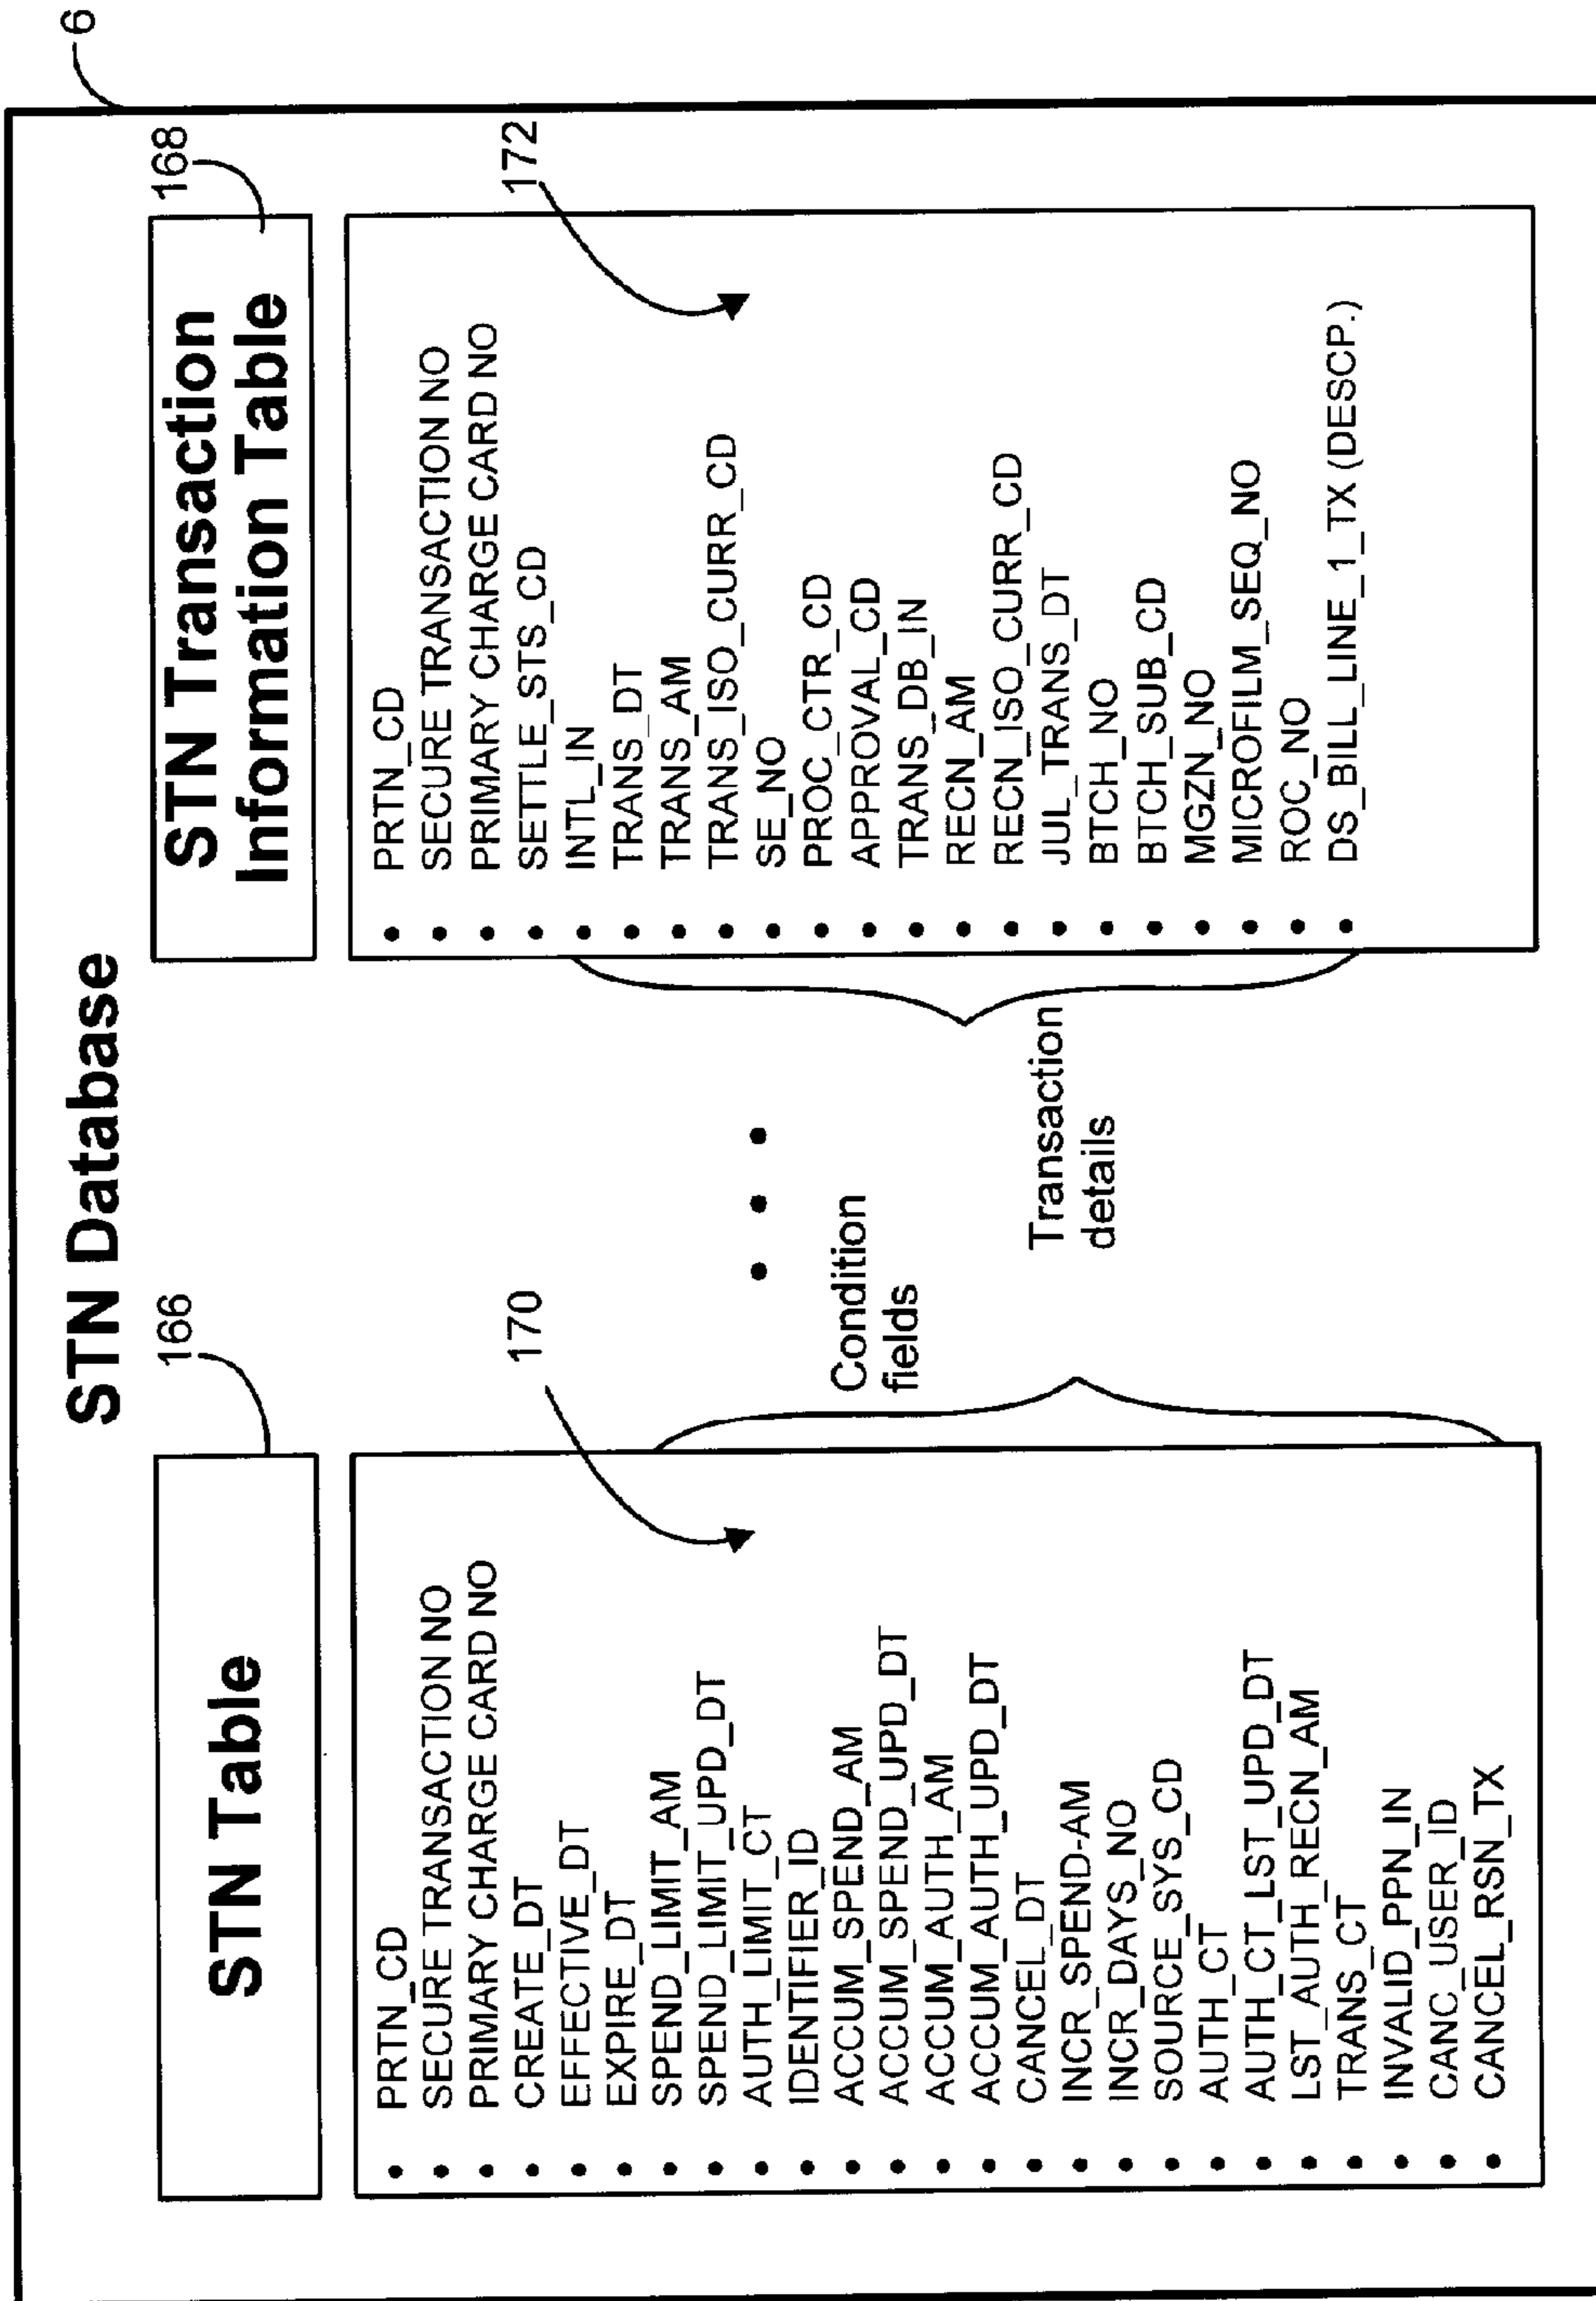 6
STN Database
166
STN Table
170
• PRTN_CD
• SECURE TRANSACTION NO
• PRIMARY CHARGE CARD NO
• CREATE_DT
• EFFECTIVE_DT
• EXPIRE_DT
• SPEND_LIMIT_AM
• SPEND_LIMIT_UPD_DT
• AUTH_LIMIT_CT
• IDENTIFIER_ID
• ACCUM_SPEND_AM
• ACCUM_SPEND_UPD_DT
• ACCUM_AUTH_AM
• ACCUM_AUTH_UPD_DT
• CANCEL_DT
• INCR_SPEND-AM
• INCR_DAYS_NO
• SOURCE_SYS_CD
• AUTH_CT
• AUTH_CT_LST_UPD_DT
• LST_AUTH_RECN_AM
• TRANS_CT
• INVALID_PPN_IN
• CANC_USER_ID
• CANCEL_RSN_TX
• • •
Condition
fields
Transaction
details
168
STN Transaction
Information Table
172
• PRTN_CD
• SECURE TRANSACTION NO
• PRIMARY CHARGE CARD NO
• SETTLE_STS_CD
• INTL_IN
• TRANS_DT
• TRANS_AM
• TRANS_ISO_CURR_CD
• SE_NO
• PROC_CTR_CD
• APPROVAL_CD
• TRANS_DB_IN
• RECN_AM
• RECN_ISO_CURR_CD
• JUL_TRANS_DT
• BTCH_NO
• BTCH_SUB_CD
• MGZN_NO
• MICROFILM_SEQ_NO
• ROC_NO
• DS_BILL_LINE_1_TX (DESCP.)